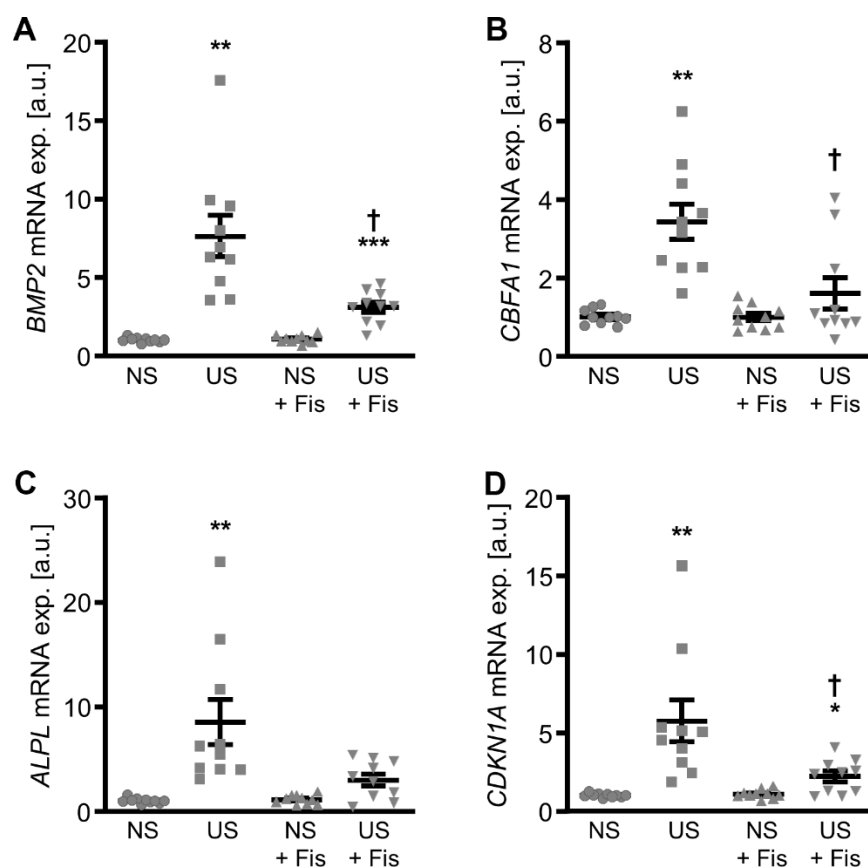 A
BMP2 mRNA exp. [a.u.]
20
15
10
5
0
**
†
***
NS
US
NS
+ Fis
US
+ Fis
B
CBFA1 mRNA exp. [a.u.]
8
6
4
2
0
**
†
NS
US
NS
+ Fis
US
+ Fis
C
ALPL mRNA exp. [a.u.]
30
20
10
0
**
NS
US
NS
+ Fis
US
+ Fis
D
CDKN1A mRNA exp. [a.u.]
20
15
10
5
0
**
†
*
NS
US
NS
+ Fis
US
+ Fis